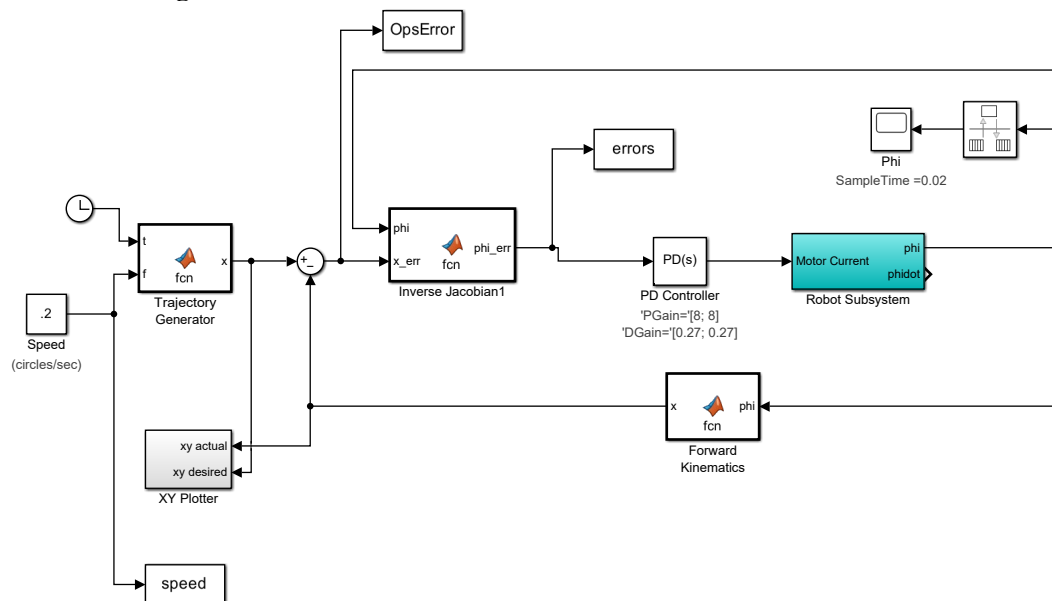 OpsError
errors
Phi
SampleTime =0.02
t
f
fcn
x
Trajectory
Generator
+
−
phi
x_err
fcn
phi_err
Inverse Jacobian1
PD(s)
PD Controller
'PGain='[8; 8]
'DGain='[0.27; 0.27]
Motor Current
phi
phidot
Robot Subsystem
.2
Speed
(circles/sec)
x
fcn
phi
Forward
Kinematics
xy actual
xy desired
XY Plotter
speed